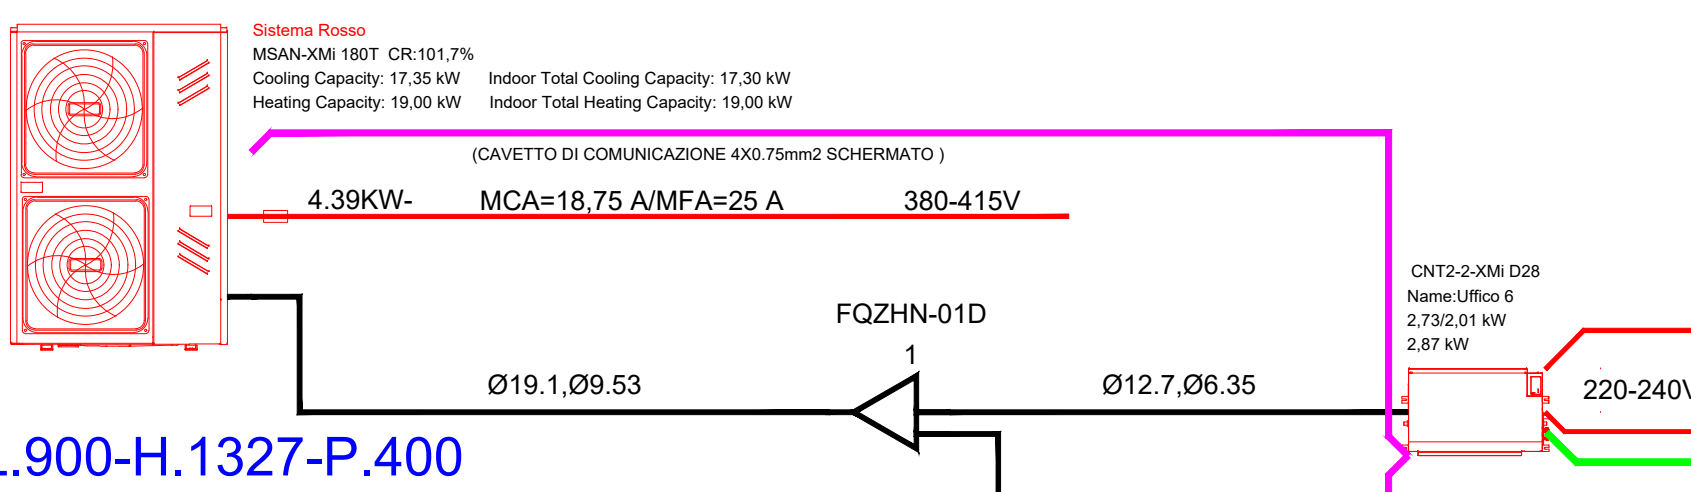 Sistema Rosso
MSAN-XMi 180T  CR:101,7%
Cooling Capacity: 17,35 kW    Indoor Total Cooling Capacity: 17,30 kW
Heating Capacity: 19,00 kW    Indoor Total Heating Capacity: 19,00 kW
(CAVETTO DI COMUNICAZIONE 4X0.75mm2 SCHERMATO )
4.39KW-    MCA=18,75 A/MFA=25 A    380-415V
CNT2-2-XMi D28
Name:Uffico 6
2,73/2,01 kW
2,87 kW
FQZHN-01D
1
Ø19.1,Ø9.53
Ø12.7,Ø6.35
220-240V
L.900-H.1327-P.400